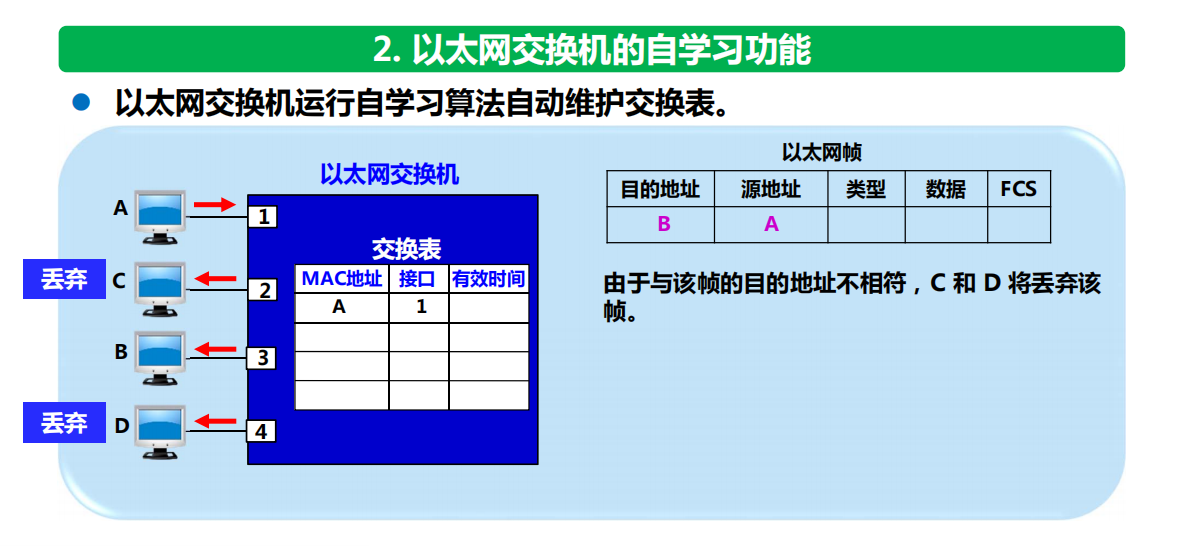 2. 以太网交换机的自学习功能
以太网交换机运行自学习算法自动维护交换表。
以太网交换机
A
1
丢弃
C
2
B
3
丢弃
D
4
交换表
MAC地址 接口 有效时间
A 1
以太网帧
目的地址 源地址 类型 数据 FCS
B A
由于与该帧的目的地址不相符，C 和 D 将丢弃该
帧。